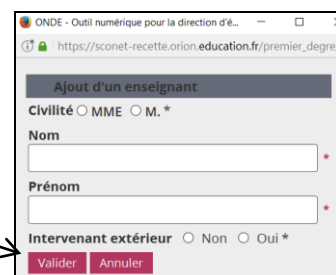 ONDE - Outil numérique pour la direction d'é...
https://sconet-recette.orion.education.fr/premier_degre
Ajout d'un enseignant
Civilité MME M. *
Nom
*
Prénom
*
Intervenant extérieur Non Oui *
Valider Annuler